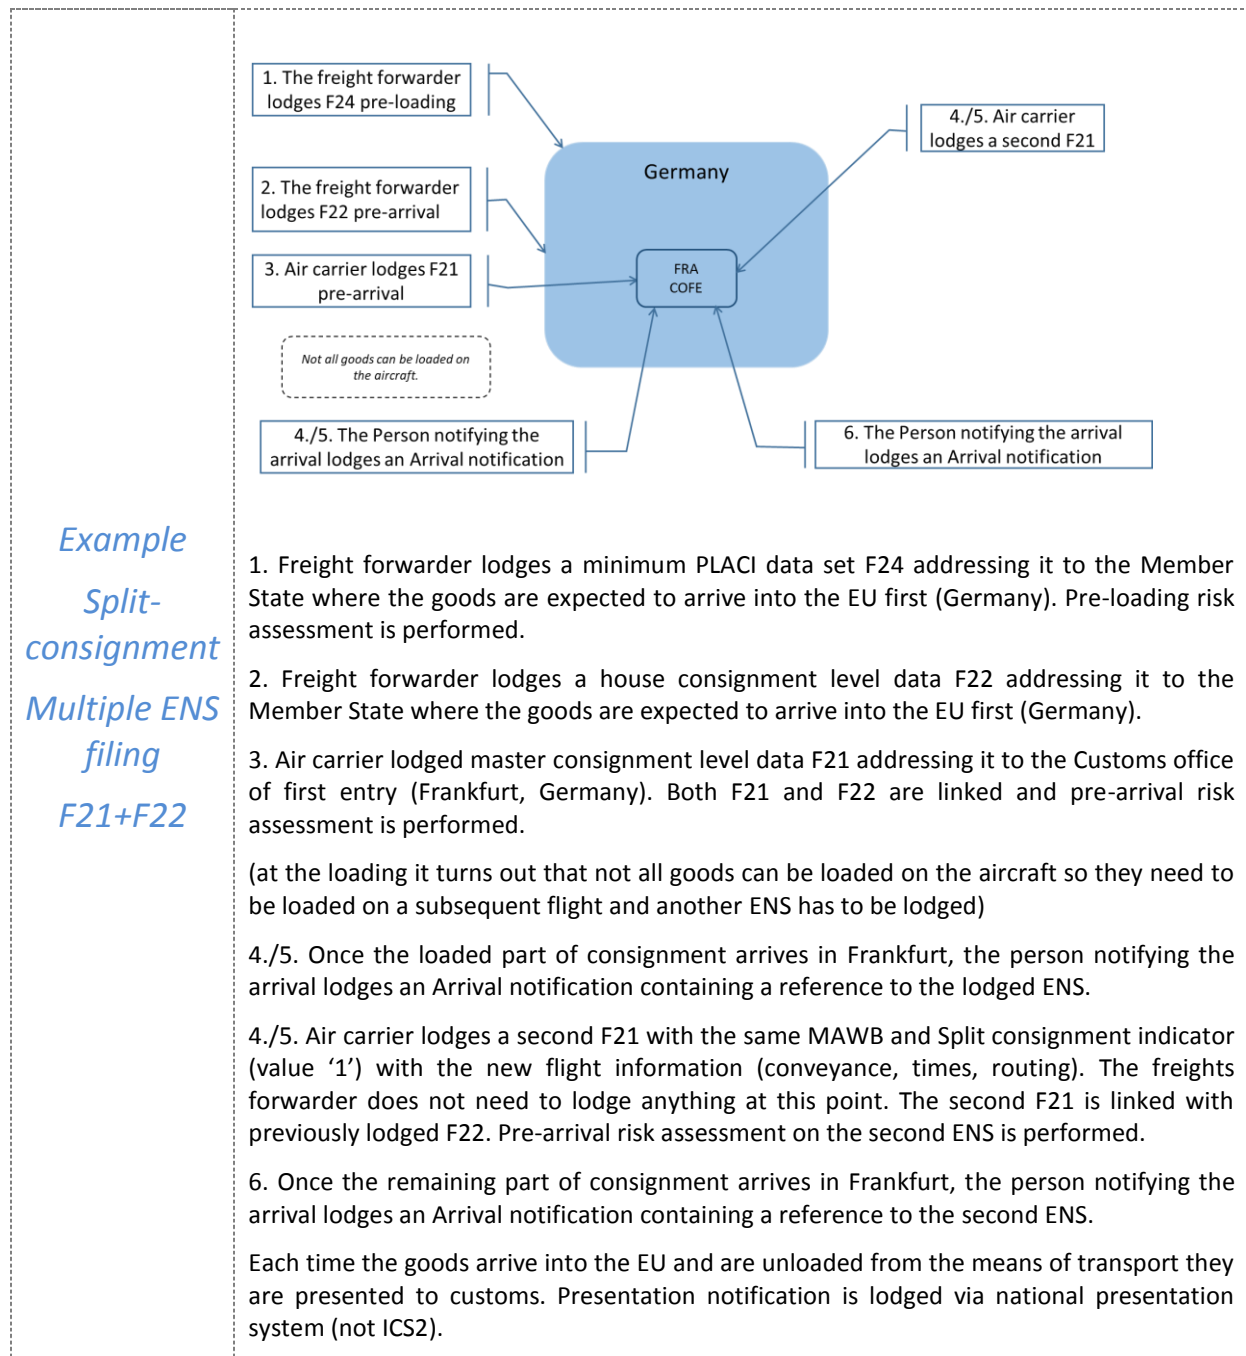 1. The freight forwarder
lodges F24 pre-loading
4./5. Air carrier
lodges a second F21
Germany
2. The freight forwarder
lodges F22 pre-arrival
3. Air carrier lodges F21
pre-arrival
FRA
COFE
Not all goods can be loaded on
the aircraft.
4./5. The Person notifying the
arrival lodges an Arrival notification
6. The Person notifying the arrival
lodges an Arrival notification
Example
Split-
consignment
Multiple ENS
filing
F21+F22
1. Freight forwarder lodges a minimum PLACI data set F24 addressing it to the Member
State where the goods are expected to arrive into the EU first (Germany). Pre-loading risk
assessment is performed.
2. Freight forwarder lodges a house consignment level data F22 addressing it to the
Member State where the goods are expected to arrive into the EU first (Germany).
3. Air carrier lodged master consignment level data F21 addressing it to the Customs office
of first entry (Frankfurt, Germany). Both F21 and F22 are linked and pre-arrival risk
assessment is performed.
(at the loading it turns out that not all goods can be loaded on the aircraft so they need to
be loaded on a subsequent flight and another ENS has to be lodged)
4./5. Once the loaded part of consignment arrives in Frankfurt, the person notifying the
arrival lodges an Arrival notification containing a reference to the lodged ENS.
4./5. Air carrier lodges a second F21 with the same MAWB and Split consignment indicator
(value ‘1’) with the new flight information (conveyance, times, routing). The freights
forwarder does not need to lodge anything at this point. The second F21 is linked with
previously lodged F22. Pre-arrival risk assessment on the second ENS is performed.
6. Once the remaining part of consignment arrives in Frankfurt, the person notifying the
arrival lodges an Arrival notification containing a reference to the second ENS.
Each time the goods arrive into the EU and are unloaded from the means of transport they
are presented to customs. Presentation notification is lodged via national presentation
system (not ICS2).